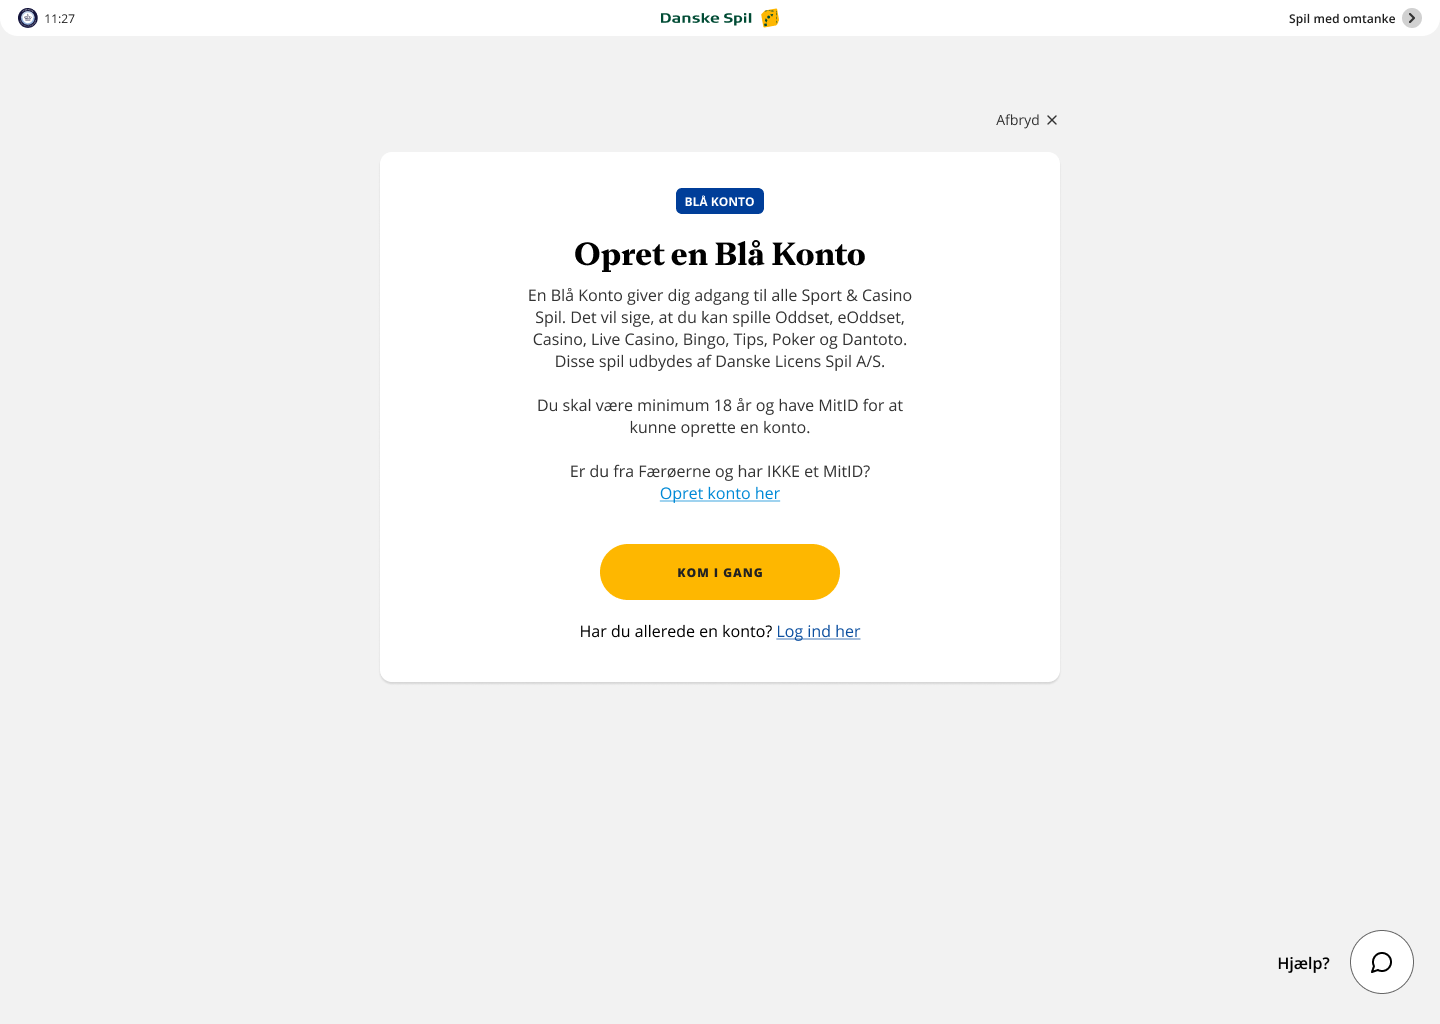 11:27
Danske Spil
Spil med omtanke
Afbryd
BLÅ KONTO
Opret en Blå Konto
En Blå Konto giver dig adgang til alle Sport & Casino
Spil. Det vil sige, at du kan spille Oddset, eOddset,
Casino, Live Casino, Bingo, Tips, Poker og Dantoto.
Disse spil udbydes af Danske Licens Spil A/S.
Du skal være minimum 18 år og have MitID for at
kunne oprette en konto.
Er du fra Færøerne og har IKKE et MitID?
Opret konto her
KOM I GANG
Har du allerede en konto? Log ind her
Hjælp?